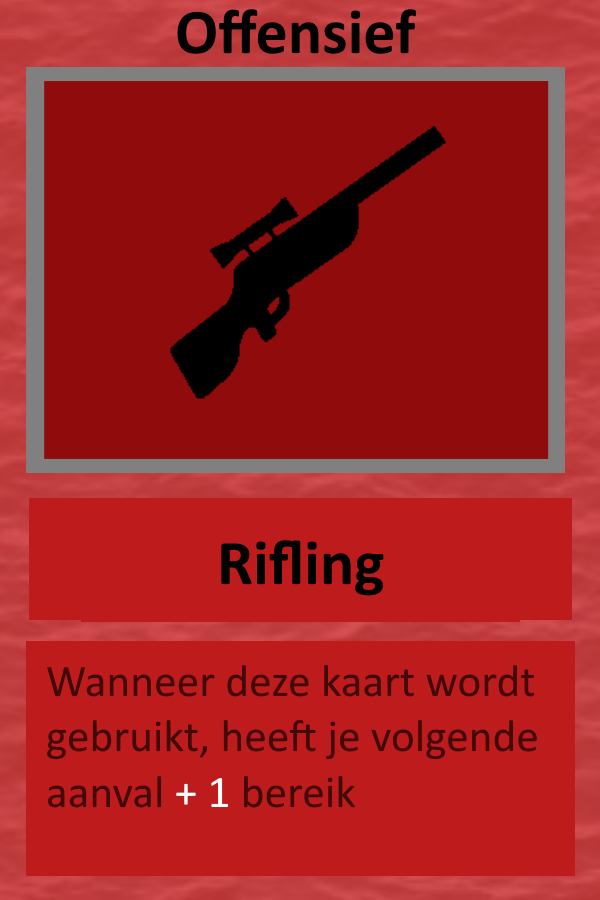 Offensief
Rifling
Wanneer deze kaart wordt
gebruikt, heeft je volgende
aanval + 1 bereik